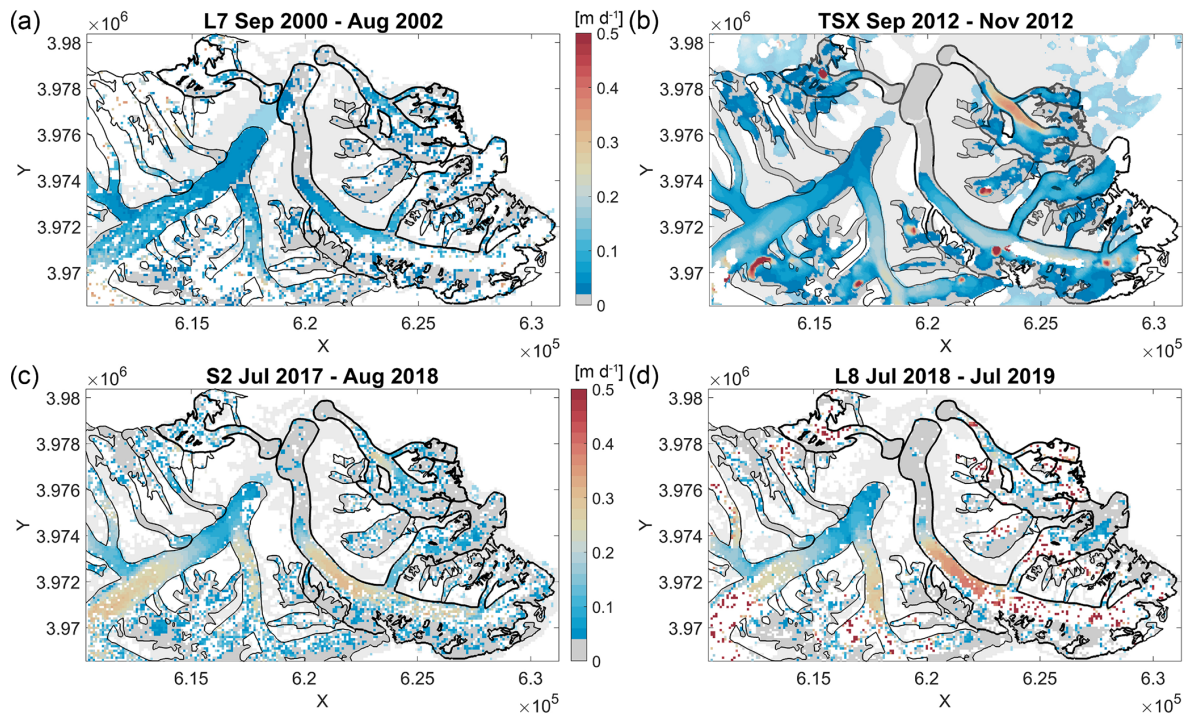 (a) ×10⁶ L7 Sep 2000 - Aug 2002 [m d⁻¹]
3.98
3.978
3.976
3.974
3.972
3.97
Y
6.15 6.2 6.25 6.3
X ×10⁵
0.5
0.4
0.3
0.2
0.1
0
(b) ×10⁶ TSX Sep 2012 - Nov 2012
3.98
3.978
3.976
3.974
3.972
3.97
Y
6.15 6.2 6.25 6.3
X ×10⁵
(c) ×10⁶ S2 Jul 2017 - Aug 2018 [m d⁻¹]
3.98
3.978
3.976
3.974
3.972
3.97
Y
6.15 6.2 6.25 6.3
X ×10⁵
0.5
0.4
0.3
0.2
0.1
0
(d) ×10⁶ L8 Jul 2018 - Jul 2019
3.98
3.978
3.976
3.974
3.972
3.97
Y
6.15 6.2 6.25 6.3
X ×10⁵